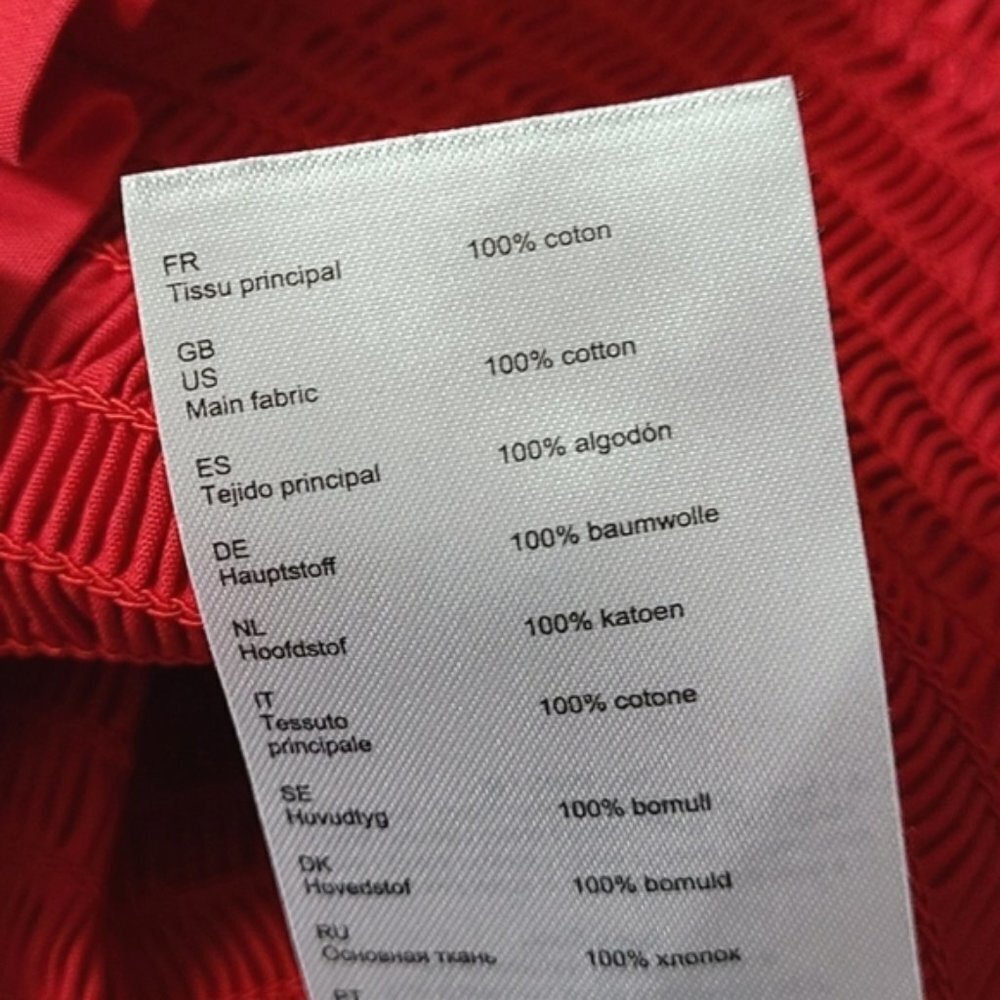 FR
Tissu principal 100% coton
GB
US
Main fabric 100% cotton
ES
Tejido principal 100% algodón
DE
Hauptstoff 100% baumwolle
NL
Hoofdstof 100% katoen
IT
Tessuto 100% cotone
principale
SE
Huvudtyg 100% bomull
DK
Hovedstof 100% bomuld
RU
Основная ткань 100% хлопок
PT